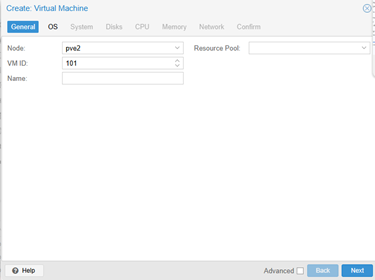 Create: Virtual Machine
General OS System Disks CPU Memory Network Confirm
Node: pve2 Resource Pool:
VM ID: 101
Name:
Help Advanced Back Next